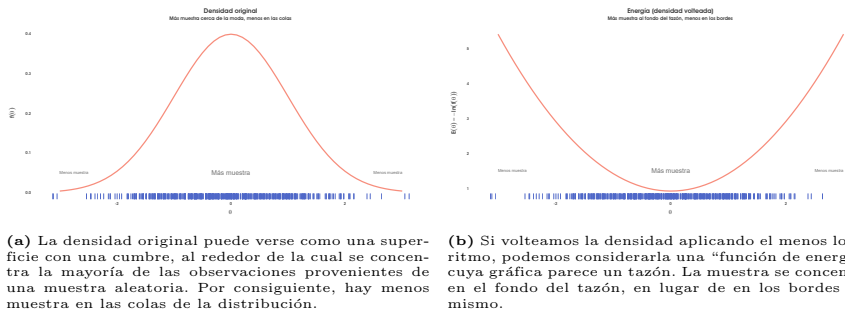 Densidad original
Más muestra cerca de la moda, menos en las colas
0.4
0.3
0.2
0.1
0.0
f(θ)
Menos muestra
Más muestra
Menos muestra
-2
0
2
θ
Energía (densidad volteada)
Más muestra al fondo del tazón, menos en los bordes
5
4
3
2
1
E(θ) = -ln(f(θ))
Menos muestra
Más muestra
Menos muestra
-2
0
2
θ
(a) La densidad original puede verse como una super-
ficie con una cumbre, al rededor de la cual se concen-
tra la mayoría de las observaciones provenientes de
una muestra aleatoria. Por consiguiente, hay menos
muestra en las colas de la distribución.
(b) Si volteamos la densidad aplicando el menos lo
ritmo, podemos considerarla una “función de energ
cuya gráfica parece un tazón. La muestra se concen
en el fondo del tazón, en lugar de en los bordes
mismo.